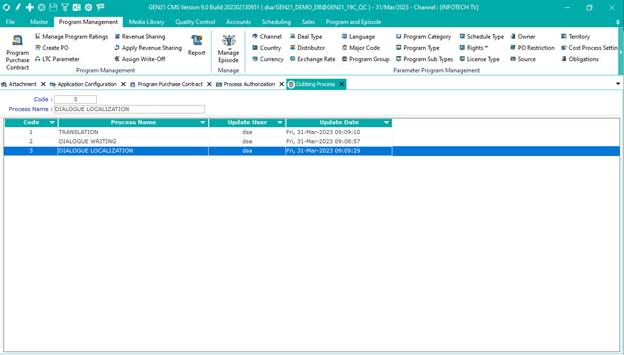 GEN21 CMS Version 9.0 Build 202302130951 ( dsa/GEN21_DEMO_DB@GEN21_19C_QC ) - 31/Mar/2023 - Channel : [INFOTECH TV]
File Master Program Management Media Library Quality Control Accounts Scheduling Sales Program and Episode
Program Purchase Contract
Manage Program Ratings Revenue Sharing
Create PO Apply Revenue Sharing
LTC Parameter Assign Write-Off
Report
Program Management
Manage Episode
Manage
Channel Deal Type Language Program Category Schedule Type Owner Territory
Country Distributor Major Code Program Type Rights PO Restriction Cost Process Settin
Currency Exchange Rate Program Group Program Sub Types License Type Source Obligations
Parameter Program Management
Attachment Application Configuration Program Purchase Contract Process Authorization Dubbing Process
Code : 3
Process Name : DIALOGUE LOCALIZATION
Code Process Name Update User Update Date
1 TRANSLATION dsa Fri, 31-Mar-2023 09:09:10
2 DIALOGUE WRITING dsa Fri, 31-Mar-2023 09:08:57
3 DIALOGUE LOCALIZATION dsa Fri, 31-Mar-2023 09:09:29